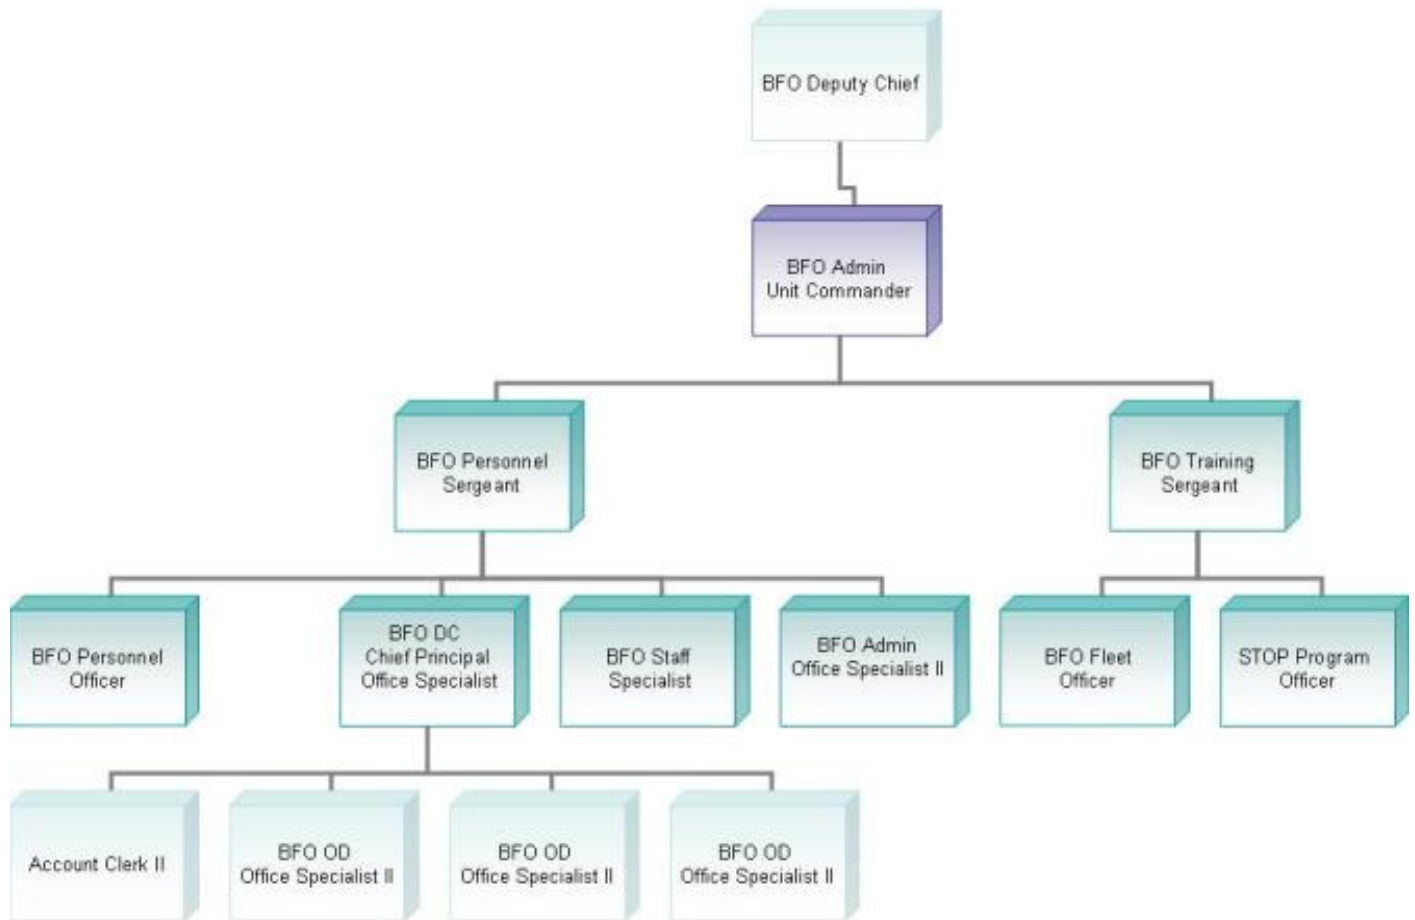 BFO Deputy Chief
BFO Admin
Unit Commander
BFO Personnel
Sergeant
BFO Training
Sergeant
BFO Personnel
Officer
BFO DC
Chief Principal
Office Specialist
BFO Staff
Specialist
BFO Admin
Office Specialist II
BFO Fleet
Officer
STOP Program
Officer
Account Clerk II
BFO OD
Office Specialist II
BFO OD
Office Specialist II
BFO OD
Office Specialist II